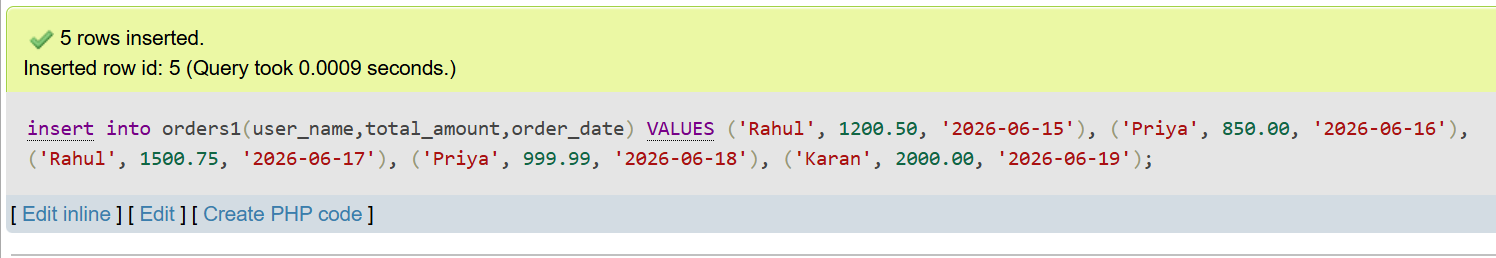 5 rows inserted.
Inserted row id: 5 (Query took 0.0009 seconds.)
insert into orders1(user_name,total_amount,order_date) VALUES ('Rahul', 1200.50, '2026-06-15'), ('Priya', 850.00, '2026-06-16'),
('Rahul', 1500.75, '2026-06-17'), ('Priya', 999.99, '2026-06-18'), ('Karan', 2000.00, '2026-06-19');
[ Edit inline ] [ Edit ] [ Create PHP code ]